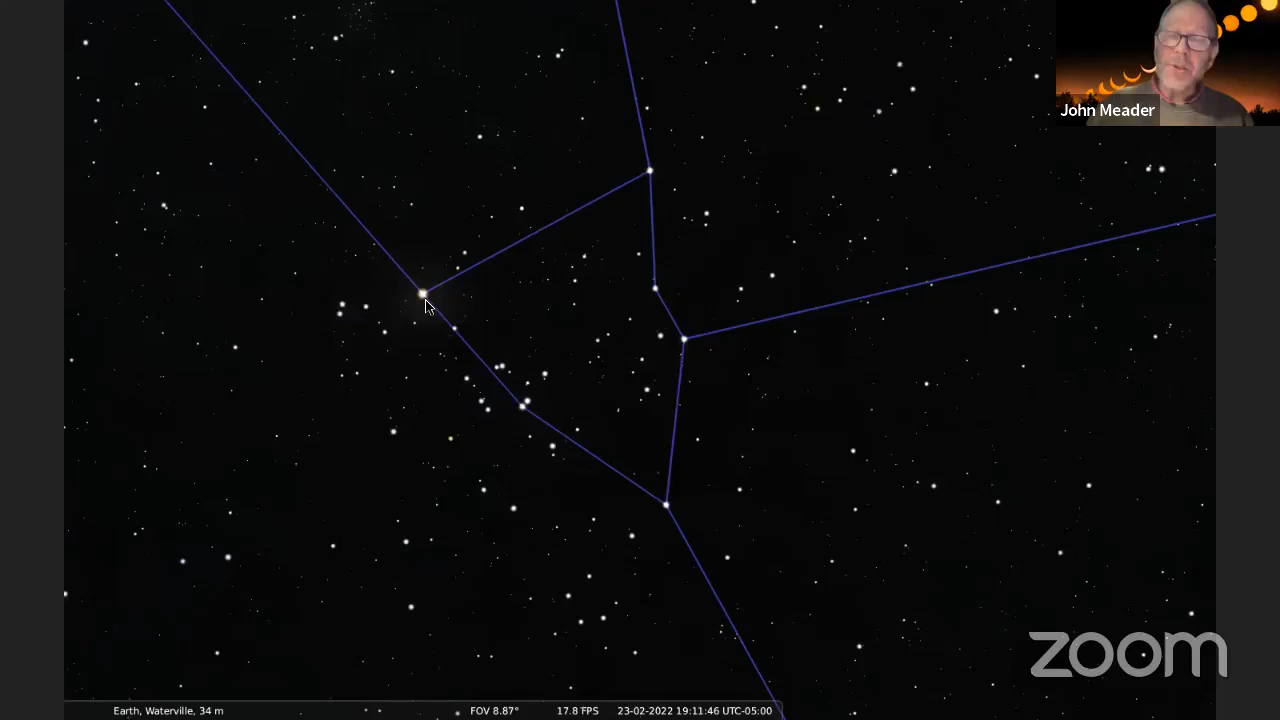 John Meader
zoom
Earth, Waterville, 34 m
FOV 8.87°
17.8 FPS
23-02-2022 19:11:46 UTC-05:00